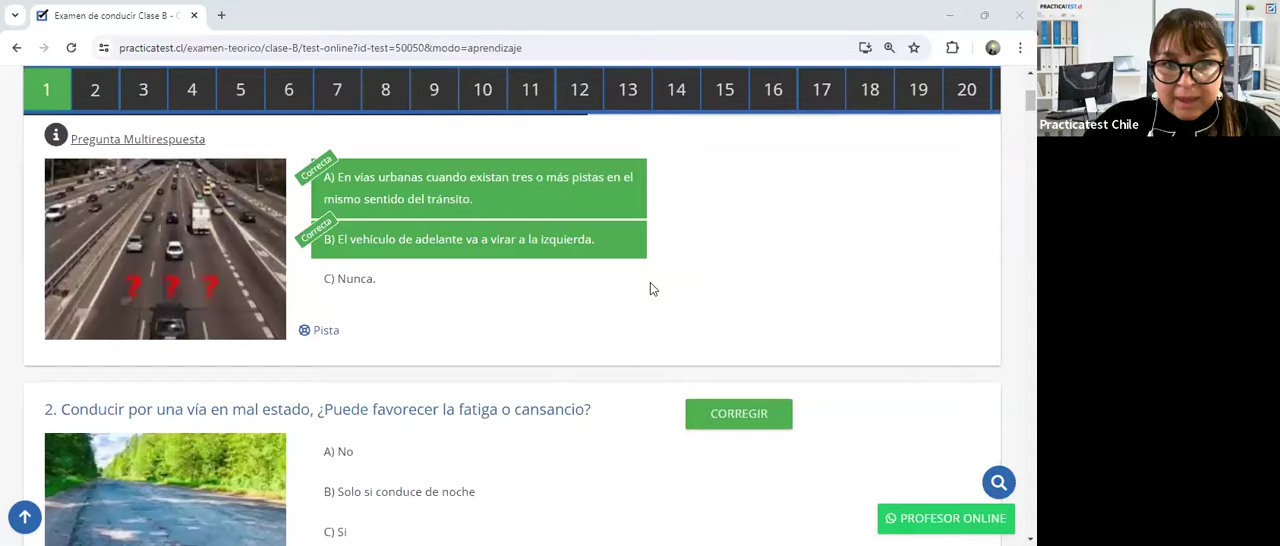 Examen de conducir Clase B - C
practicatest.cl/examen-teorico/clase-B/test-online?id-test=50050&modo=aprendizaje
1 2 3 4 5 6 7 8 9 10 11 12 13 14 15 16 17 18 19 20
Pregunta Multirespuesta
Correcta
A) En vías urbanas cuando existan tres o más pistas en el
mismo sentido del tránsito.
Correcta
B) El vehículo de adelante va a virar a la izquierda.
C) Nunca.
? ? ?
Pista
2. Conducir por una vía en mal estado, ¿Puede favorecer la fatiga o cansancio?
CORREGIR
A) No
B) Solo si conduce de noche
C) Si
PROFESOR ONLINE
PRACTICATEST.cl
Practicatest Chile